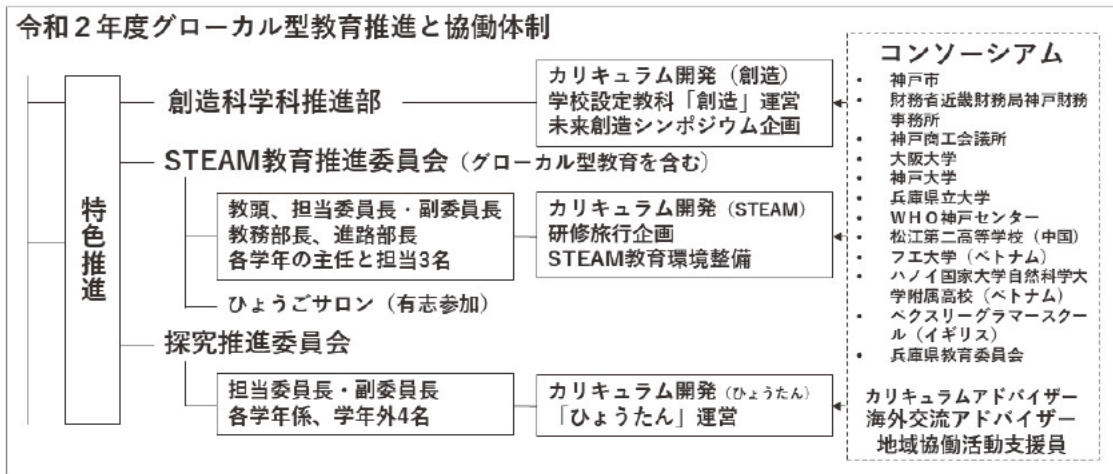 令和２年度グローカル型教育推進と協働体制
特色推進
創造科学科推進部
カリキュラム開発（創造）
学校設定教科「創造」運営
未来創造シンポジウム企画
STEAM教育推進委員会（グローカル型教育を含む）
教頭、担当委員長・副委員長
教務部長、進路部長
各学年の主任と担当3名
カリキュラム開発（STEAM）
研修旅行企画
STEAM教育環境整備
ひょうごサロン（有志参加）
探究推進委員会
担当委員長・副委員長
各学年係、学年外4名
カリキュラム開発（ひょうたん）
「ひょうたん」運営
コンソーシアム
• 神戸市
• 財務省近畿財務局神戸財務
事務所
• 神戸商工会議所
• 大阪大学
• 神戸大学
• 兵庫県立大学
• WHO神戸センター
• 松江第二高等学校（中国）
• フエ大学（ベトナム）
• ハノイ国家大学自然科学大
学附属高校（ベトナム）
• ベクスリーグラマースクー
ル（イギリス）
• 兵庫県教育委員会
カリキュラムアドバイザー
海外交流アドバイザー
地域協働活動支援員